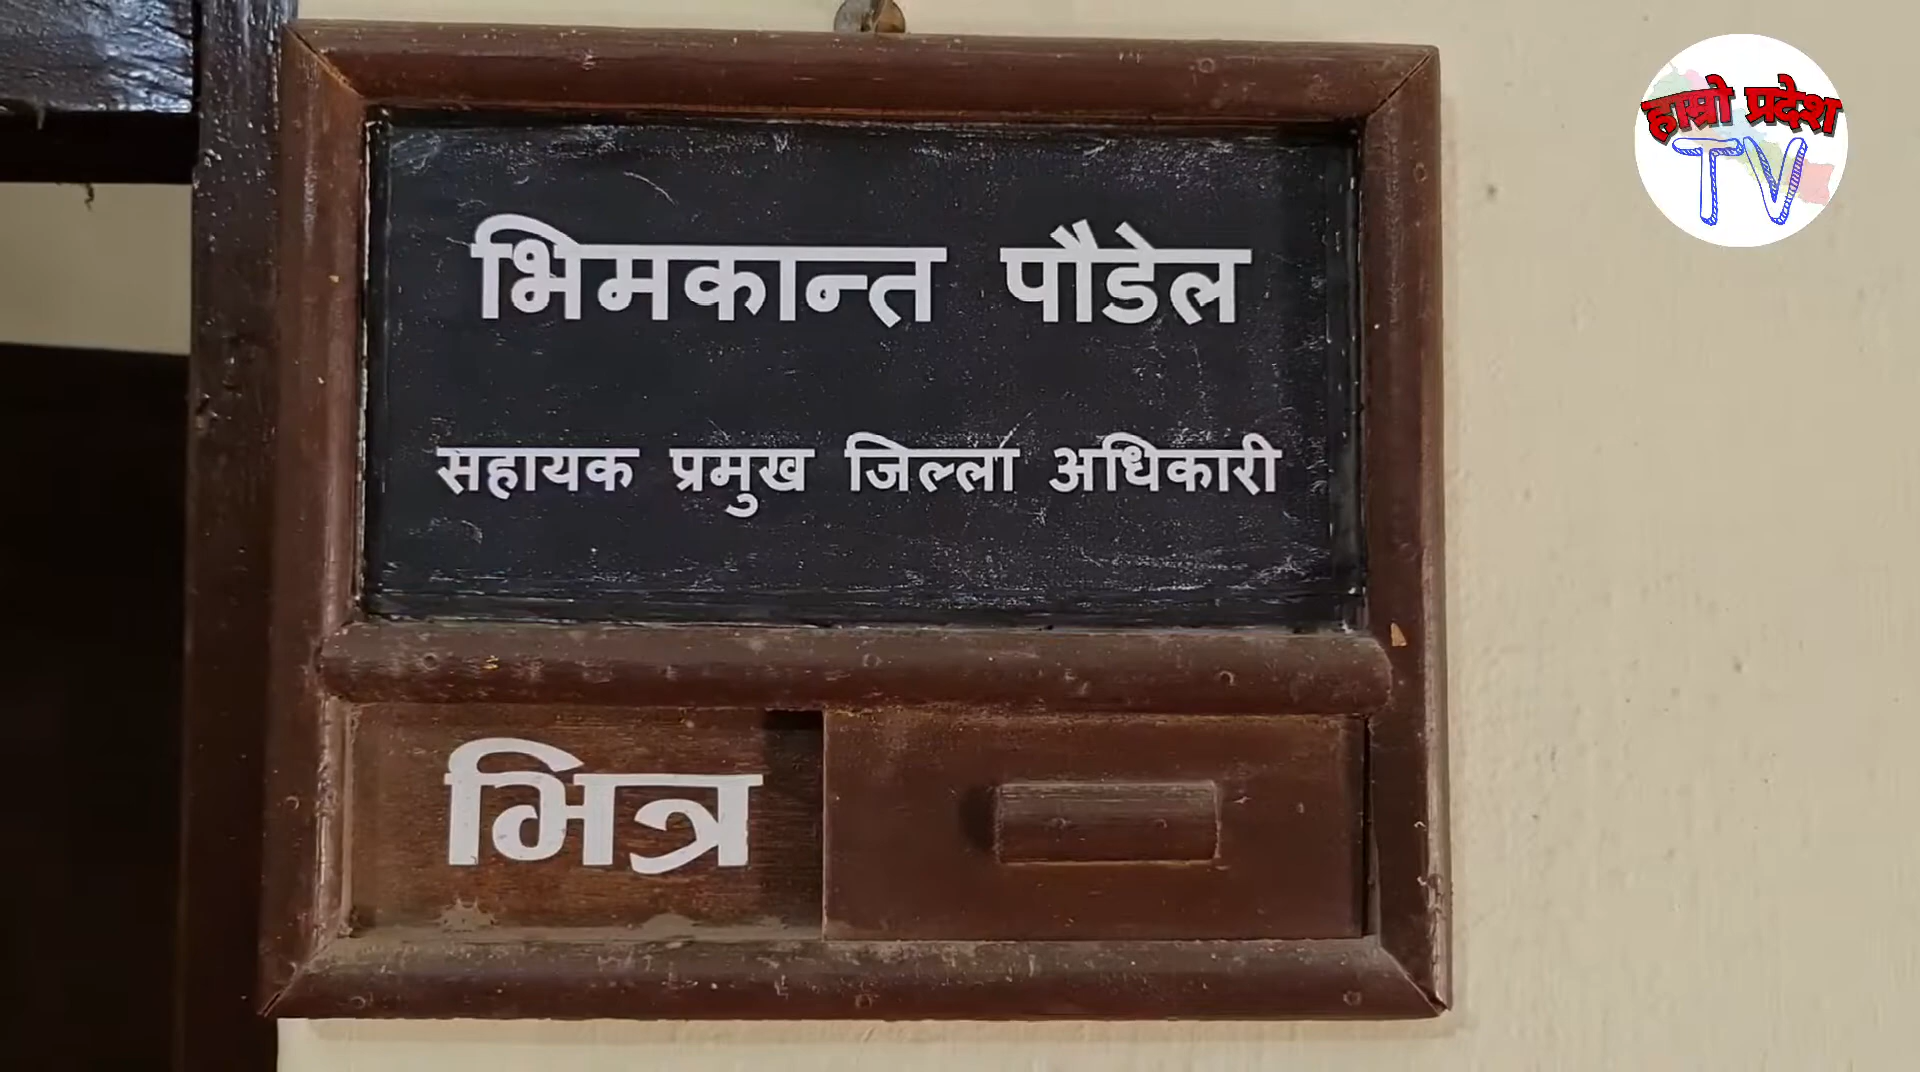 हाम्रो प्रदेश
TV
भिमकान्त पौडेल
सहायक प्रमुख जिल्ला अधिकारी
भित्र